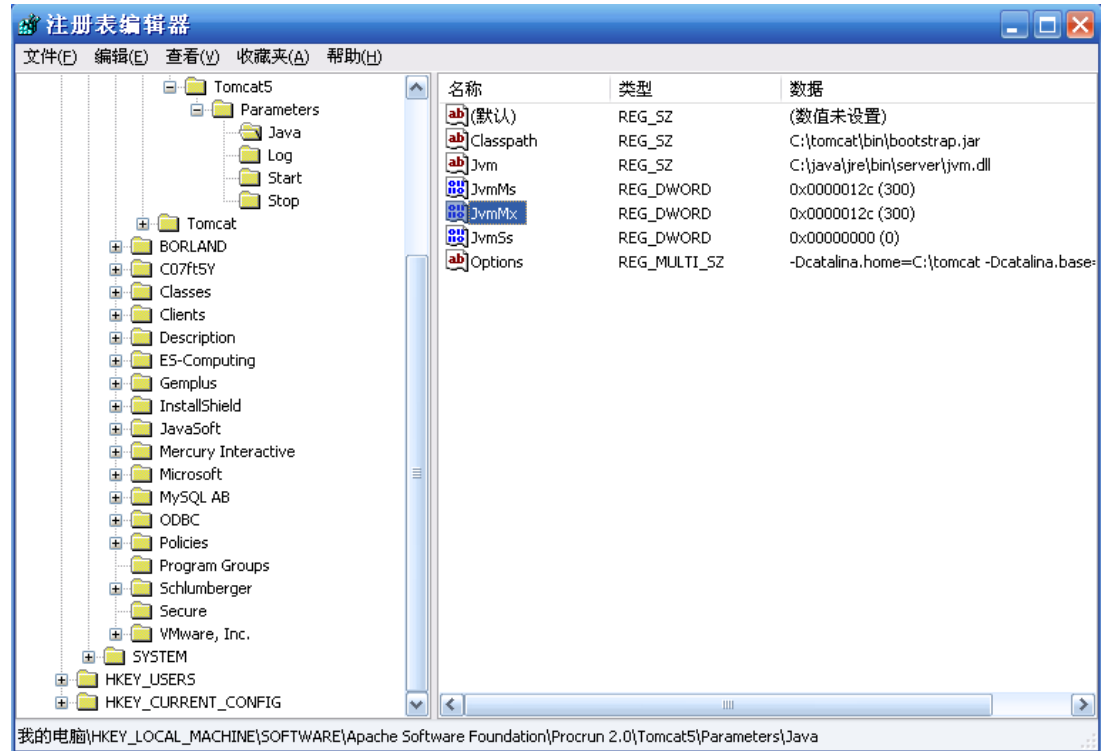 注册表编辑器
文件(F) 编辑(E) 查看(V) 收藏夹(A) 帮助(H)
Tomcat5
Parameters
Java
Log
Start
Stop
Tomcat
BORLAND
C07ft5Y
Classes
Clients
Description
ES-Computing
Gemplus
InstallShield
JavaSoft
Mercury Interactive
Microsoft
MySQL AB
ODBC
Policies
Program Groups
Schlumberger
Secure
VMware, Inc.
SYSTEM
HKEY_USERS
HKEY_CURRENT_CONFIG
名称 类型 数据
(默认) REG_SZ (数值未设置)
Classpath REG_SZ C:\tomcat\bin\bootstrap.jar
Jvm REG_SZ C:\java\jre\bin\server\jvm.dll
JvmMs REG_DWORD 0x0000012c (300)
JvmMx REG_DWORD 0x0000012c (300)
JvmSs REG_DWORD 0x00000000 (0)
Options REG_MULTI_SZ -Dcatalina.home=C:\tomcat -Dcatalina.base=
我的电脑\HKEY_LOCAL_MACHINE\SOFTWARE\Apache Software Foundation\Procrun 2.0\Tomcat5\Parameters\Java